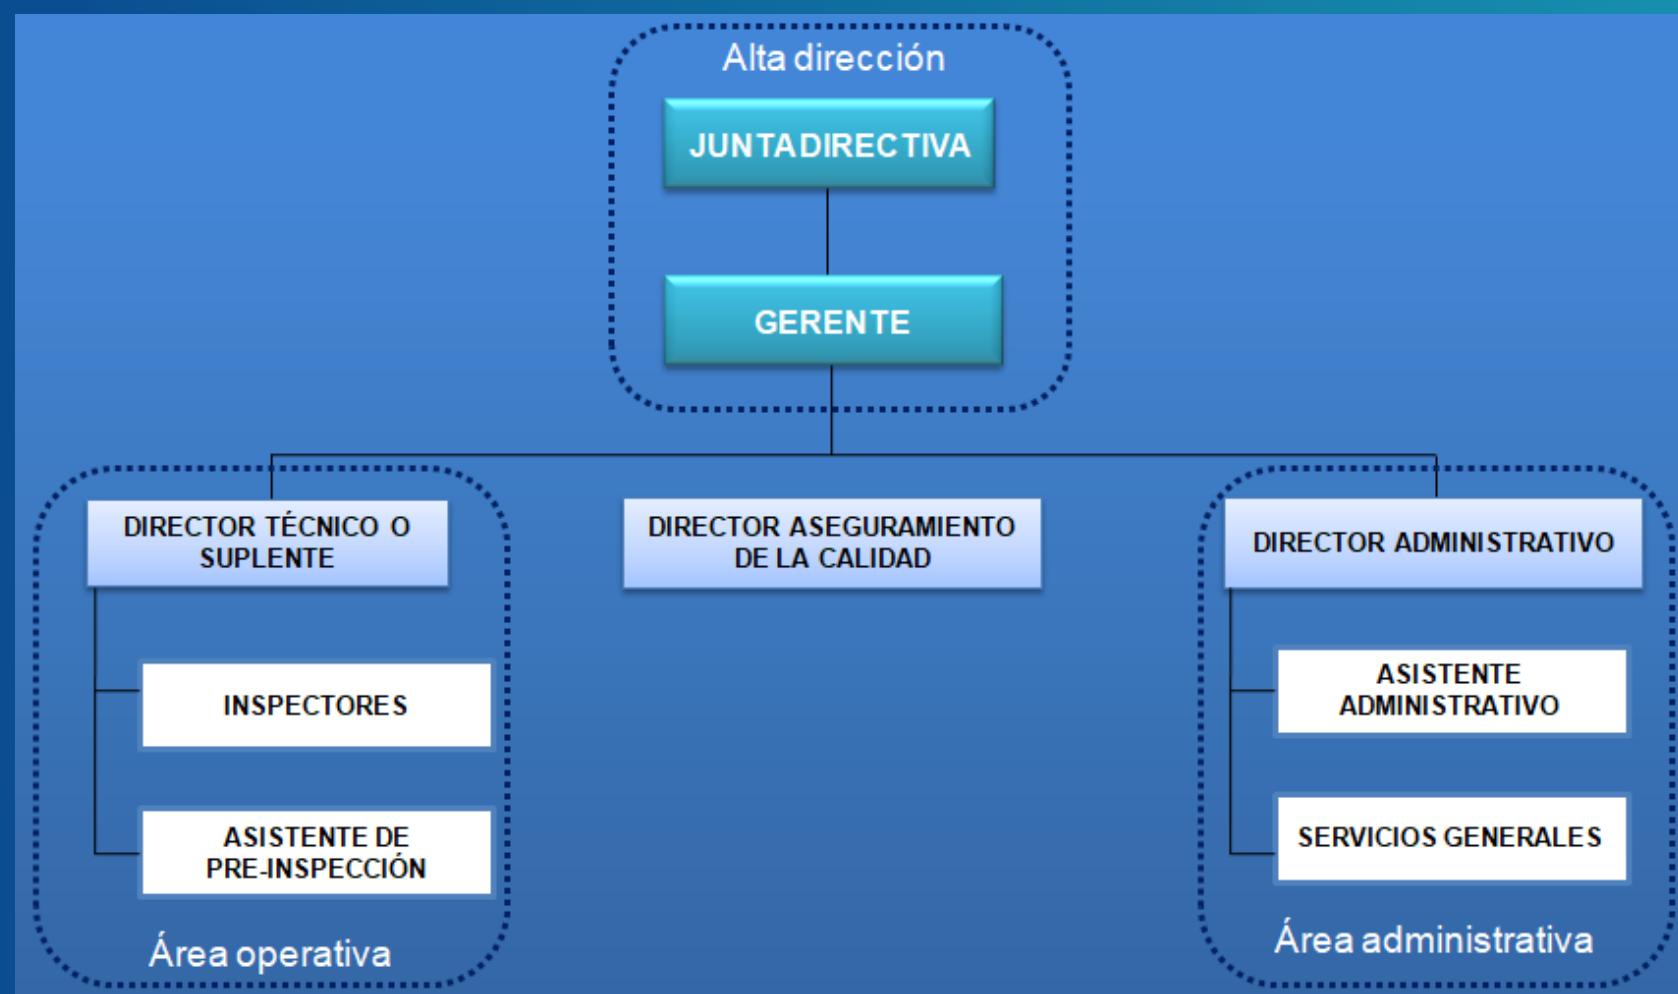 Alta dirección
JUNTA DIRECTIVA
GERENTE
DIRECTOR TÉCNICO O
SUPLENTE
DIRECTOR ASEGURAMIENTO
DE LA CALIDAD
DIRECTOR ADMINISTRATIVO
INSPECTORES
ASISTENTE
ADMINISTRATIVO
ASISTENTE DE
PRE-INSPECCIÓN
SERVICIOS GENERALES
Área operativa
Área administrativa